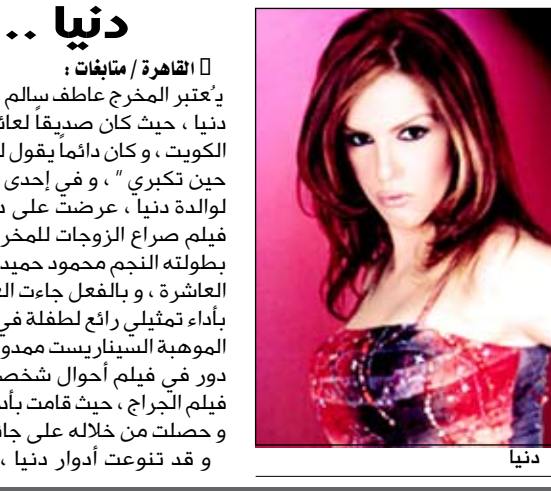 دنيا ..
القاهرة / متابغات :
يُعتبر المخرج عاطف سالم
دنيا ، حيث كان صديقاً لعائ
الكويت ، و كان دائماً يقول ل
حين تكبري " ، و في إحدى
لوالدة دنيا ، عرضت على د
فيلم صراع الزوجات للمخر
بطولته النجم محمود حميد
العاشرة ، و بالفعل جاءت ال
بأداء تمثيلي رائع لطفلة في
الموهبة السيناريست ممدو
دور في فيلم أحوال شخص
فيلم الجراج ، حيث قامت بأد
و حصلت من خلاله على جائ
و قد تنوعت أدوار دنيا ،
دنيا